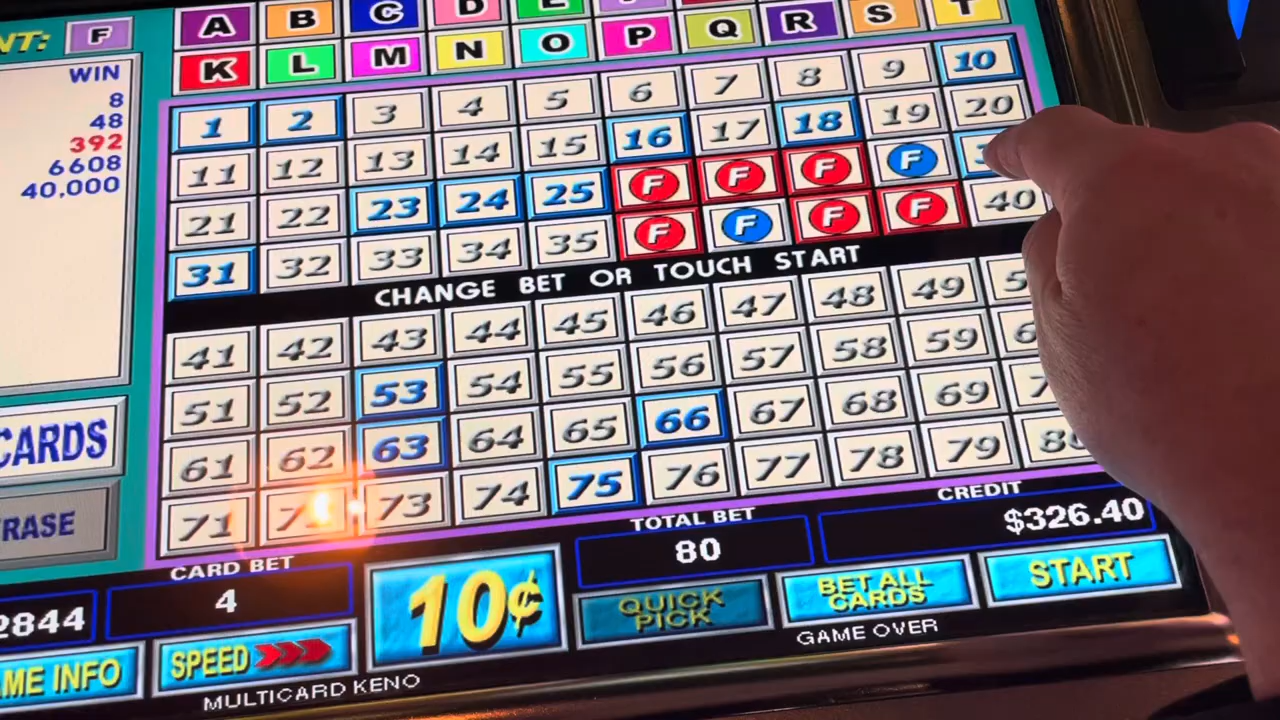 NT: F
A B C D E
Q R S T
K L M N O P
WIN
8
48
392
6608
40,000
1 2 3 4 5 6 7 8 9 10
11 12 13 14 15 16 17 18 19 20
21 22 23 24 25 F F F F
31 32 33 34 35 F F F F 40
CHANGE BET OR TOUCH START
41 42 43 44 45 46 47 48 49
51 52 53 54 55 56 57 58 59
61 62 63 64 65 66 67 68 69
71 73 74 75 76 77 78 79
CARDS
RASE
CARD BET
4
2844
10¢
TOTAL BET
80
CREDIT
$326.40
ME INFO
SPEED
QUICK PICK
BET ALL CARDS
START
MULTICARD KENO
GAME OVER